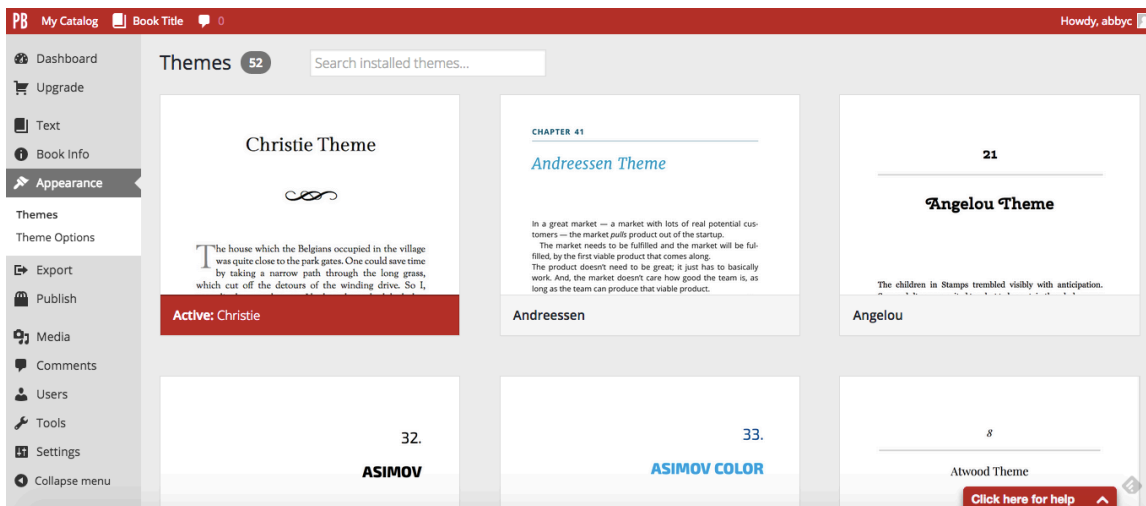 PB My Catalog Book Title 0 Howdy, abbyc
Dashboard
Upgrade
Text
Book Info
Appearance
Themes
Theme Options
Export
Publish
Media
Comments
Users
Tools
Settings
Collapse menu
Themes 52 Search installed themes...
Christie Theme
The house which the Belgians occupied in the village
was quite close to the park gates. One could save time
by taking a narrow path through the long grass,
which cut off the detours of the winding drive. So I,
Active: Christie
CHAPTER 41
Andreessen Theme
In a great market — a market with lots of real potential cus-
tomers — the market pulls product out of the startup.
The market needs to be fulfilled and the market will be ful-
filled, by the first viable product that comes along.
The product doesn't need to be great; it just has to basically
work. And, the market doesn't care how good the team is, as
long as the team can produce that viable product.
Andreessen
21
Angelou Theme
The children in Stamps trembled visibly with anticipation.
Angelou
32.
ASIMOV
33.
ASIMOV COLOR
8
Atwood Theme
Click here for help